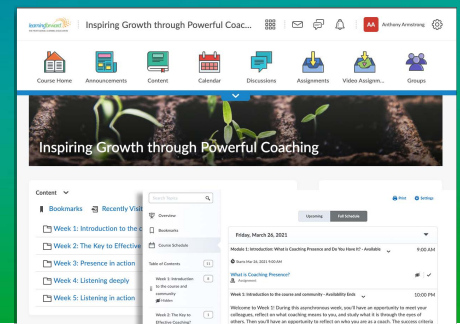 learningforward
Inspiring Growth through Powerful Coac...
AA
Anthony Armstrong
Course Home
Announcements
Content
Calendar
Discussions
Assignments
Video Assignm...
Groups
Inspiring Growth through Powerful Coaching
Content
Bookmarks
Recently Visit
Week 1: Introduction to the c
Week 2: The Key to Effective
Week 3: Presence in action
Week 4: Listening deeply
Week 5: Listening in action
Search Topics
Overview
Bookmarks
Course Schedule
Table of Contents
Week 1: Introduction
to the course and
community
Hidden
Week 2: The Key to
Effective Coaching?
Print
Settings
Upcoming
Full Schedule
Friday, March 26, 2021
Module 1: Introduction: What is Coaching Presence and Do You Have It? - Available
9:00 AM
Starts Mar 26, 2021 9:00 AM
What is Coaching Presence?
Assignment
Week 1: Introduction to the course and community - Availability Ends
10:00 PM
Welcome to Week 1! During this asynchronous week, you'll have an opportunity to meet your
colleagues, reflect on what coaching means to you, and study what it is through the eyes of
others. Then you'll have an opportunity to reflect on who you are as a coach. The success criteria